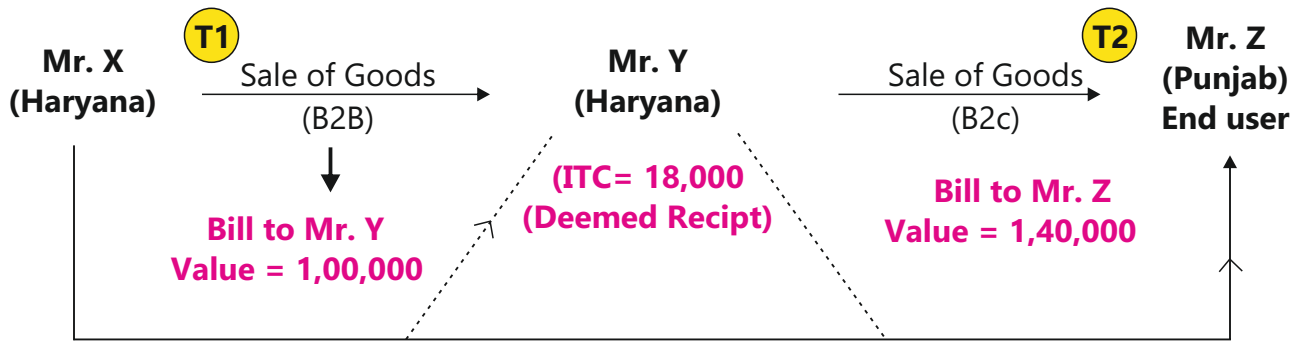 T1
Mr. X
(Haryana)
Sale of Goods
(B2B)
Bill to Mr. Y
Value = 1,00,000
Mr. Y
(Haryana)
(ITC= 18,000
(Deemed Recipt)
T2
Sale of Goods
(B2c)
Bill to Mr. Z
Value = 1,40,000
Mr. Z
(Punjab)
End user